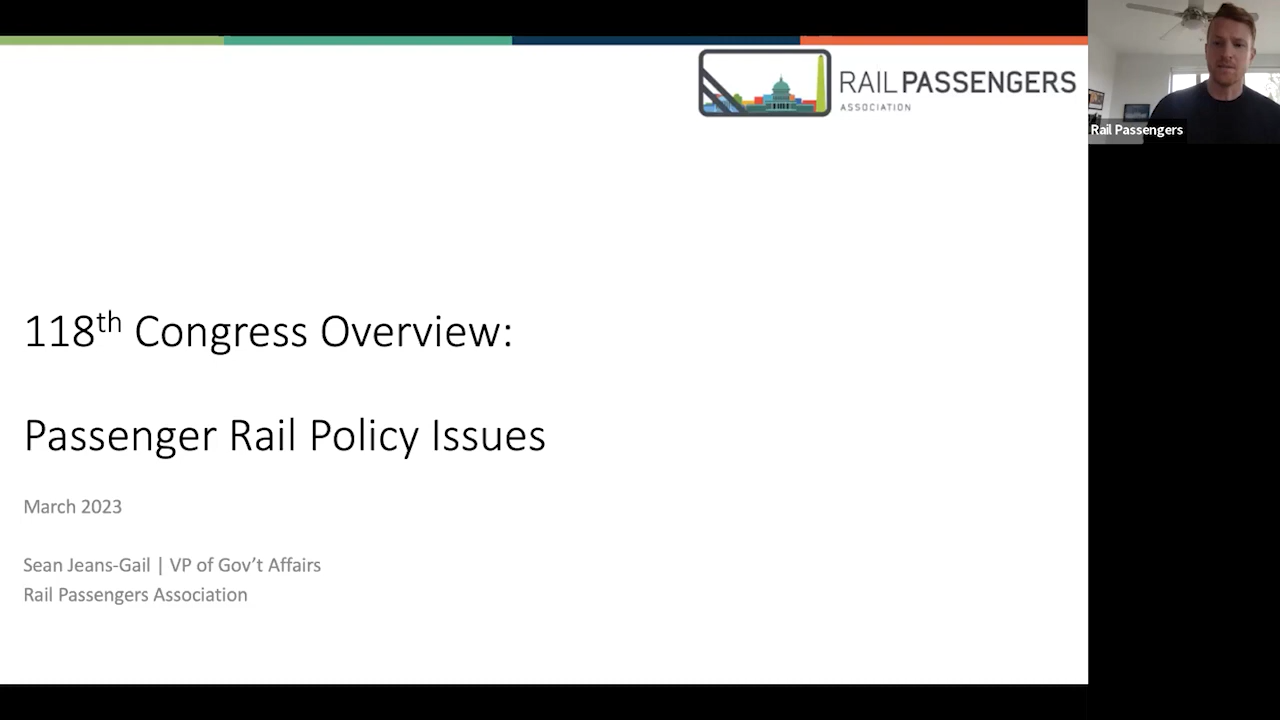 RAIL PASSENGERS
ASSOCIATION
Rail Passengers
118th Congress Overview:
Passenger Rail Policy Issues
March 2023
Sean Jeans-Gail | VP of Gov’t Affairs
Rail Passengers Association